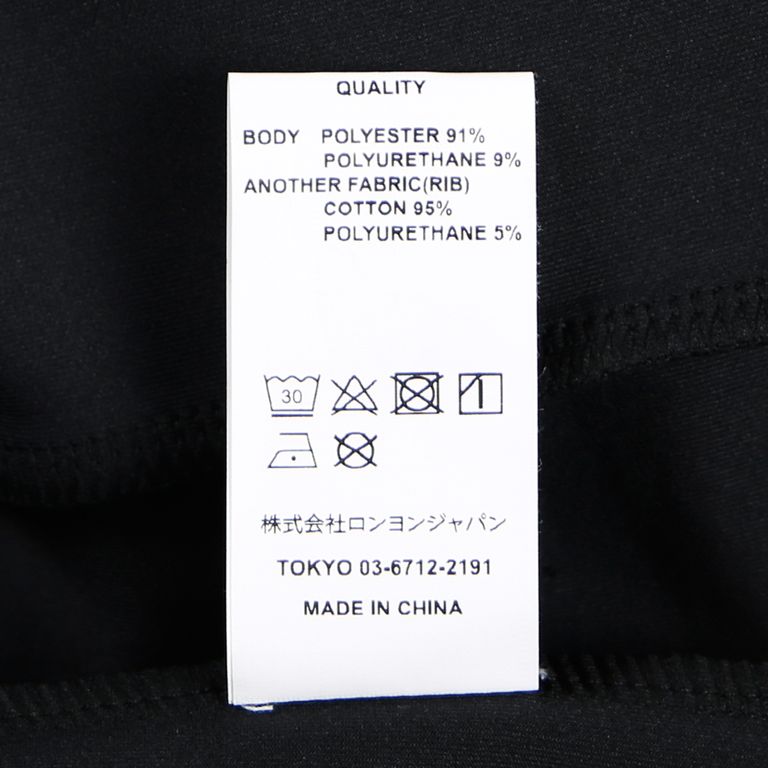 QUALITY
BODY POLYESTER 91%
POLYURETHANE 9%
ANOTHER FABRIC(RIB)
COTTON 95%
POLYURETHANE 5%
30
株式会社ロンヨンジャパン
TOKYO 03-6712-2191
MADE IN CHINA